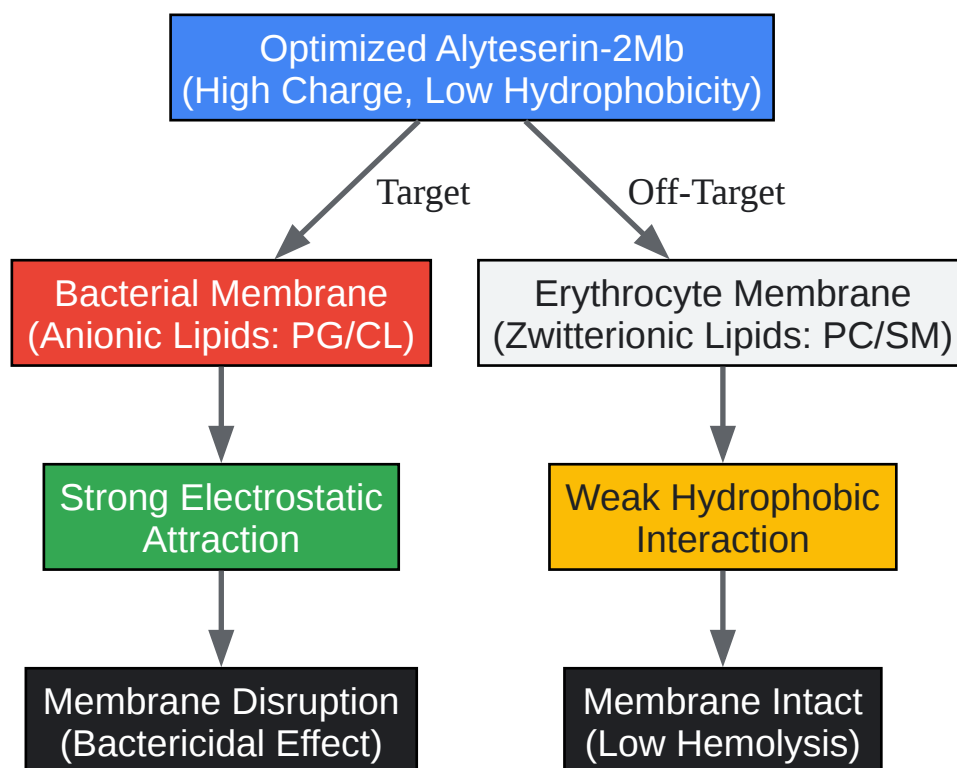 Optimized Alyteserin-2Mb
(High Charge, Low Hydrophobicity)
Target
Off-Target
Bacterial Membrane
(Anionic Lipids: PG/CL)
Erythrocyte Membrane
(Zwitterionic Lipids: PC/SM)
Strong Electrostatic
Attraction
Weak Hydrophobic
Interaction
Membrane Disruption
(Bactericidal Effect)
Membrane Intact
(Low Hemolysis)